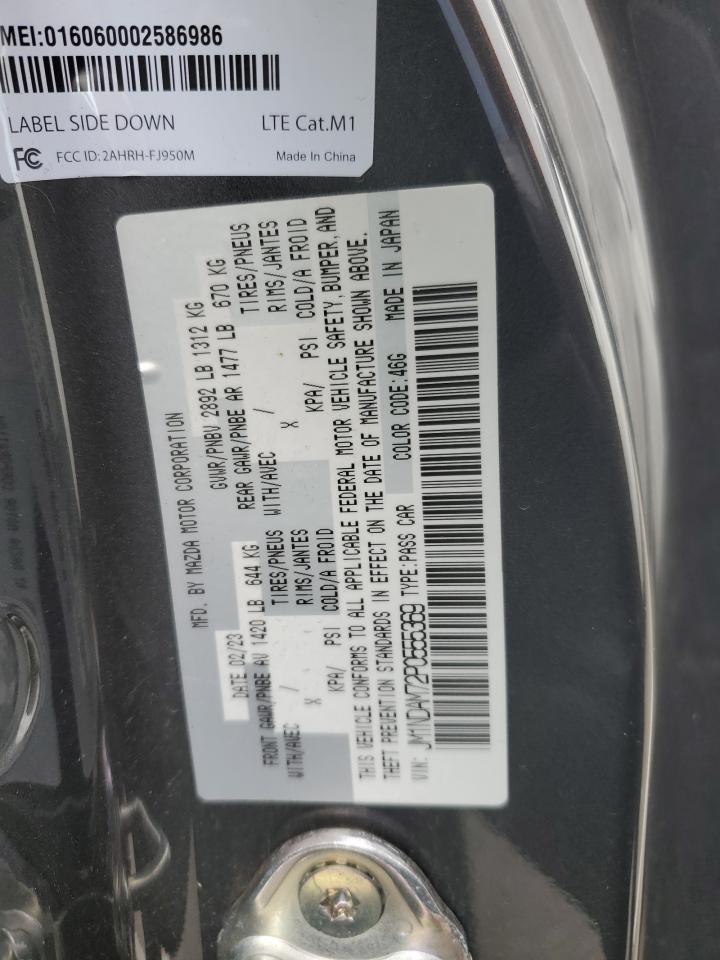 MEI:016060002586986
LABEL SIDE DOWN LTE Cat.M1
FC FCC ID: 2AHRH-FJ950M Made In China
MFD. BY MAZDA MOTOR CORPORATION
DATE 02/23 GVWR/PNBV 2892 LB 1312 KG
FRONT GAWR/PNBE AV 1420 LB 644 KG REAR GAWR/PNBE AR 1477 LB 670 KG
WITH/AVEC / TIRES/PNEUS WITH/AVEC / TIRES/PNEUS
X RIMS/JANTES X RIMS/JANTES
KPA/ PSI COLD/A FROID KPA/ PSI COLD/A FROID
THIS VEHICLE CONFORMS TO ALL APPLICABLE FEDERAL MOTOR VEHICLE SAFETY, BUMPER, AND
THEFT PREVENTION STANDARDS IN EFFECT ON THE DATE OF MANUFACTURE SHOWN ABOVE.
VIN: JM1NDAM72P0555369 TYPE:PASS CAR COLOR CODE:46G MADE IN JAPAN